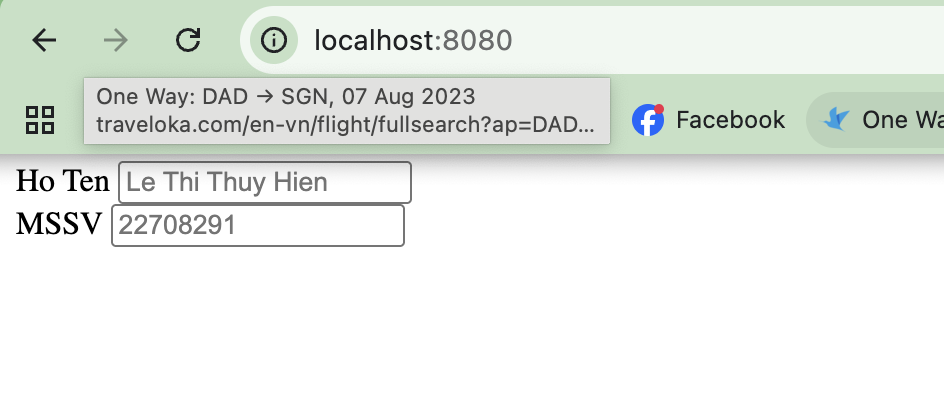 localhost:8080
One Way: DAD → SGN, 07 Aug 2023
traveloka.com/en-vn/flight/fullsearch?ap=DAD...
Facebook
One Wa
Ho Ten Le Thi Thuy Hien
MSSV 22708291